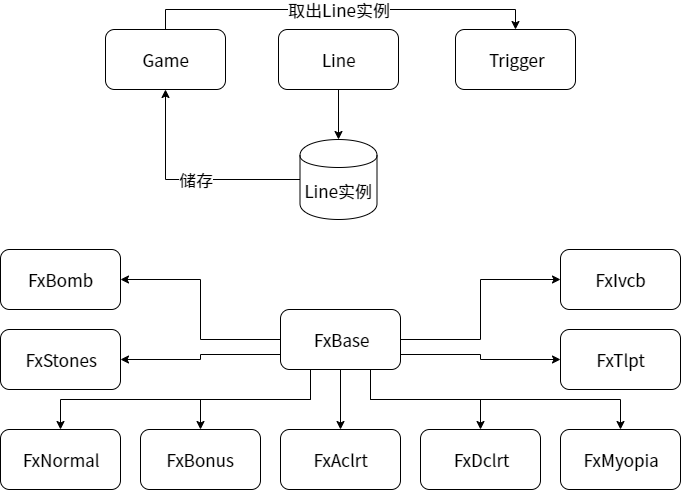 取出Line实例
Game
Line
Trigger
储存
Line实例
FxBomb
FxIvcb
FxBase
FxStones
FxTlpt
FxNormal
FxBonus
FxAclrt
FxDclrt
FxMyopia